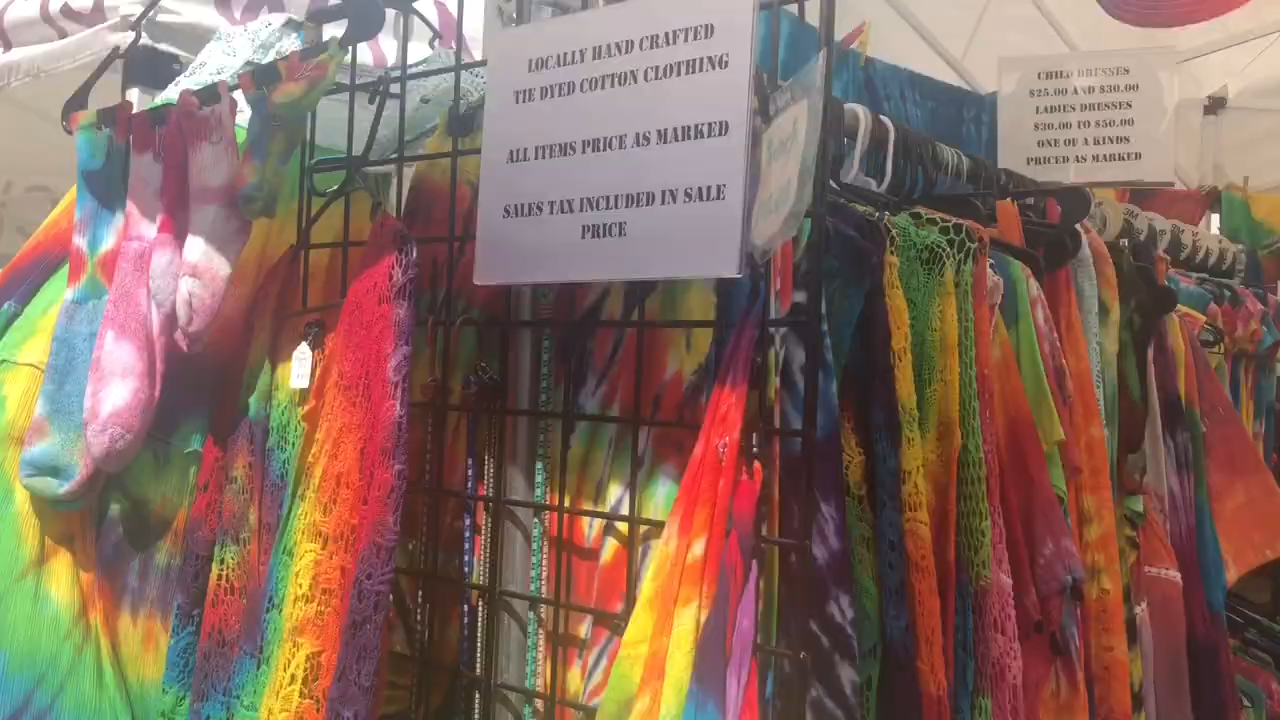 LOCALLY HAND CRAFTED
TIE DYED COTTON CLOTHING
ALL ITEMS PRICE AS MARKED
SALES TAX INCLUDED IN SALE
PRICE
CHILD DRESSES
$25.00 AND $30.00
LADIES DRESSES
$30.00 TO $50.00
ONE OF A KINDS
PRICED AS MARKED
3M